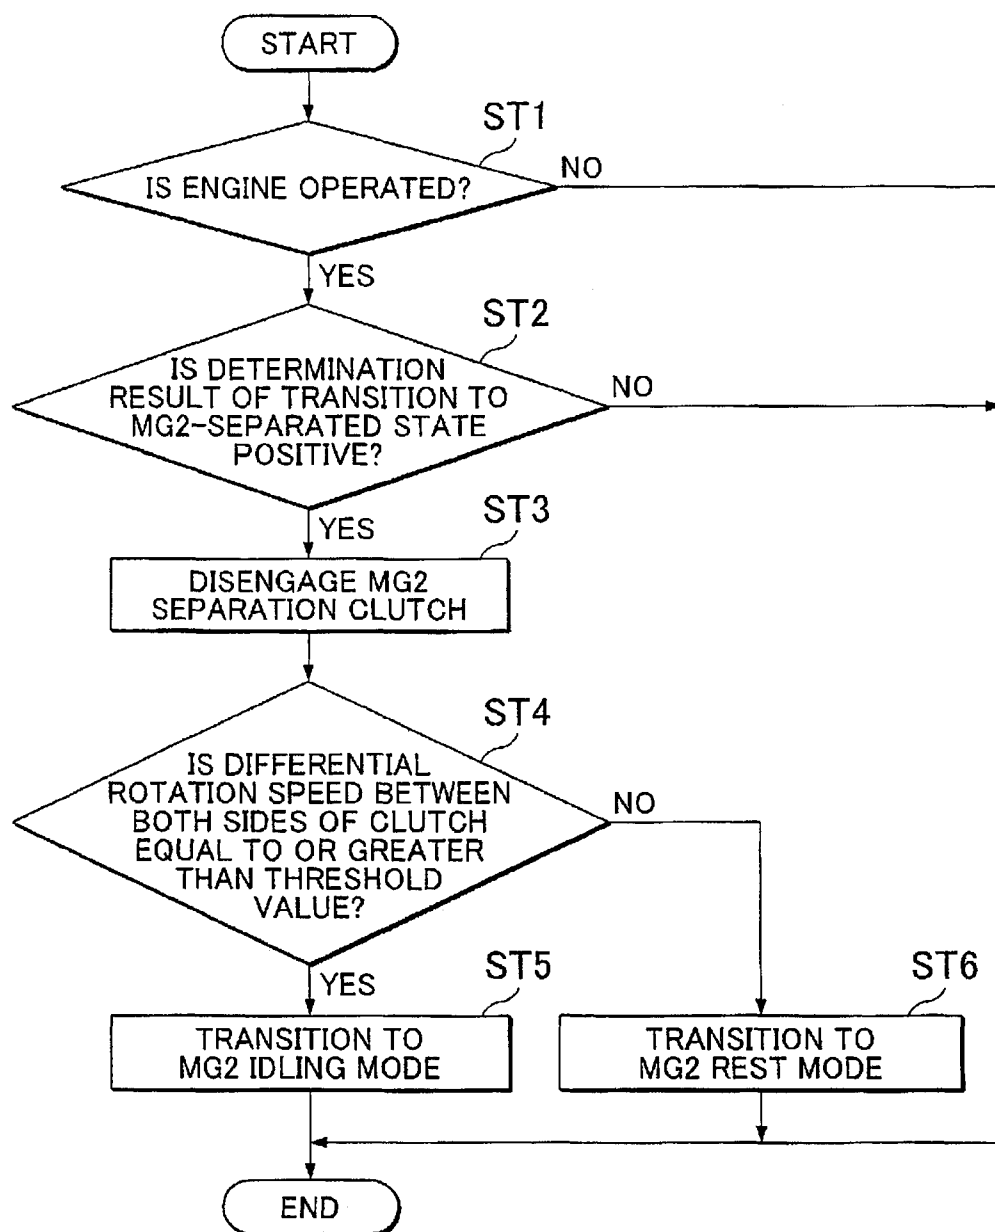 START
ST1
IS ENGINE OPERATED?
NO
YES
ST2
IS DETERMINATION
RESULT OF TRANSITION TO
MG2-SEPARATED STATE
POSITIVE?
NO
YES
ST3
DISENGAGE MG2
SEPARATION CLUTCH
ST4
IS DIFFERENTIAL
ROTATION SPEED BETWEEN
BOTH SIDES OF CLUTCH
EQUAL TO OR GREATER
THAN THRESHOLD
VALUE?
NO
YES
ST5
TRANSITION TO
MG2 IDLING MODE
ST6
TRANSITION TO
MG2 REST MODE
END